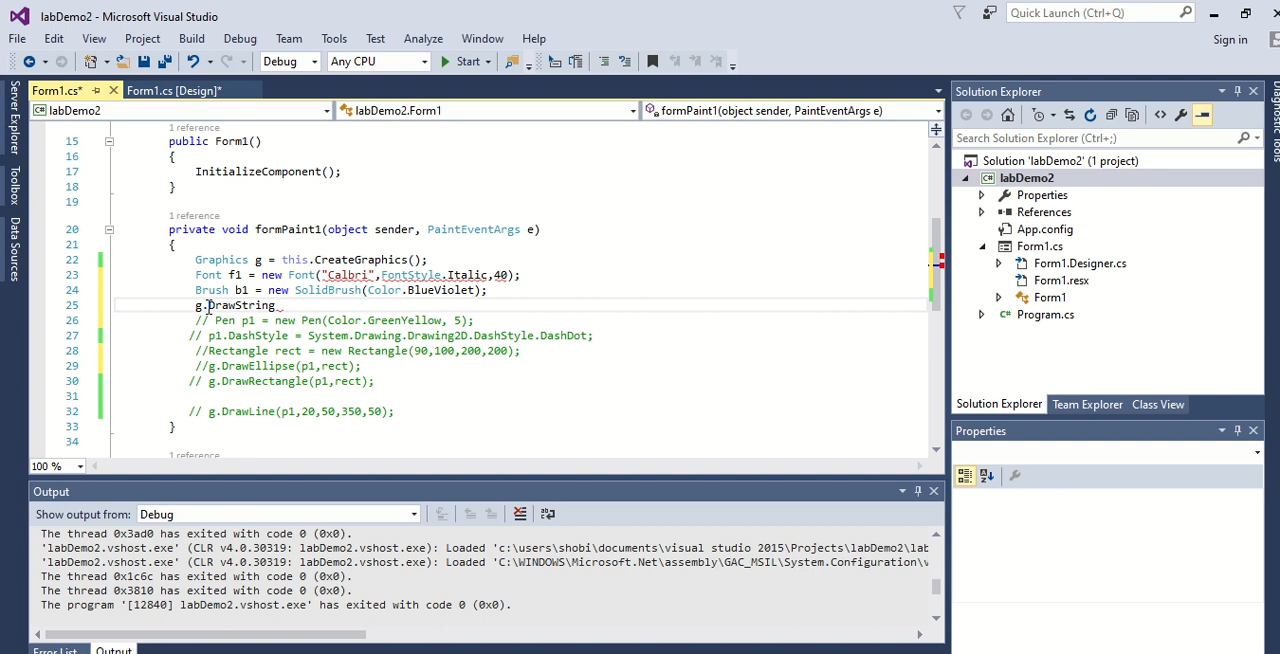 labDemo2 - Microsoft Visual Studio
Quick Launch (Ctrl+Q)
File Edit View Project Build Debug Team Tools Test Analyze Window Help
Sign in
Debug Any CPU Start
Form1.cs* Form1.cs [Design]*
labDemo2 labDemo2.Form1 formPaint1(object sender, PaintEventArgs e)
Server Explorer
Toolbox
Data Sources
1 reference
15 public Form1()
16 {
17 InitializeComponent();
18 }
19
1 reference
20 private void formPaint1(object sender, PaintEventArgs e)
21 {
22 Graphics g = this.CreateGraphics();
23 Font f1 = new Font("Calbri",FontStyle.Italic,40);
24 Brush b1 = new SolidBrush(Color.BlueViolet);
25 g.DrawString
26 // Pen p1 = new Pen(Color.GreenYellow, 5);
27 // p1.DashStyle = System.Drawing.Drawing2D.DashStyle.DashDot;
28 //Rectangle rect = new Rectangle(90,100,200,200);
29 //g.DrawEllipse(p1,rect);
30 // g.DrawRectangle(p1,rect);
31
32 // g.DrawLine(p1,20,50,350,50);
33 }
34
1 reference
100 %
Output
Show output from: Debug
The thread 0x3ad0 has exited with code 0 (0x0).
'labDemo2.vshost.exe' (CLR v4.0.30319: labDemo2.vshost.exe): Loaded 'c:\users\shobi\documents\visual studio 2015\Projects\labDemo2\lab
'labDemo2.vshost.exe' (CLR v4.0.30319: labDemo2.vshost.exe): Loaded 'C:\WINDOWS\Microsoft.Net\assembly\GAC_MSIL\System.Configuration\v
The thread 0x1c6c has exited with code 0 (0x0).
The thread 0x3810 has exited with code 0 (0x0).
The program '[12840] labDemo2.vshost.exe' has exited with code 0 (0x0).
Error List Output
Solution Explorer
Search Solution Explorer (Ctrl+;)
Solution 'labDemo2' (1 project)
labDemo2
Properties
References
App.config
Form1.cs
Form1.Designer.cs
Form1.resx
Form1
Program.cs
Solution Explorer Team Explorer Class View
Properties
Diagnostic Tools